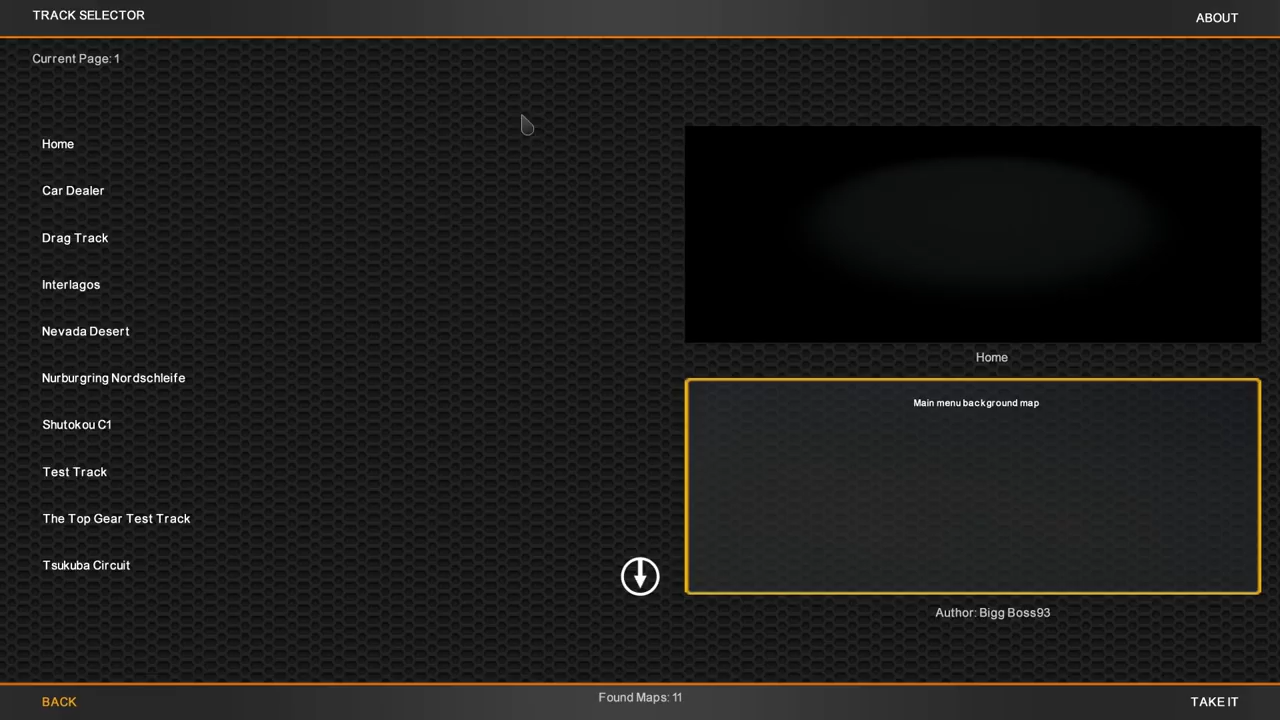 TRACK SELECTOR
ABOUT
Current Page: 1
Home
Car Dealer
Drag Track
Interlagos
Nevada Desert
Nurburgring Nordschleife
Shutokou C1
Test Track
The Top Gear Test Track
Tsukuba Circuit
Home
Main menu background map
Author: Bigg Boss93
BACK
Found Maps: 11
TAKE IT